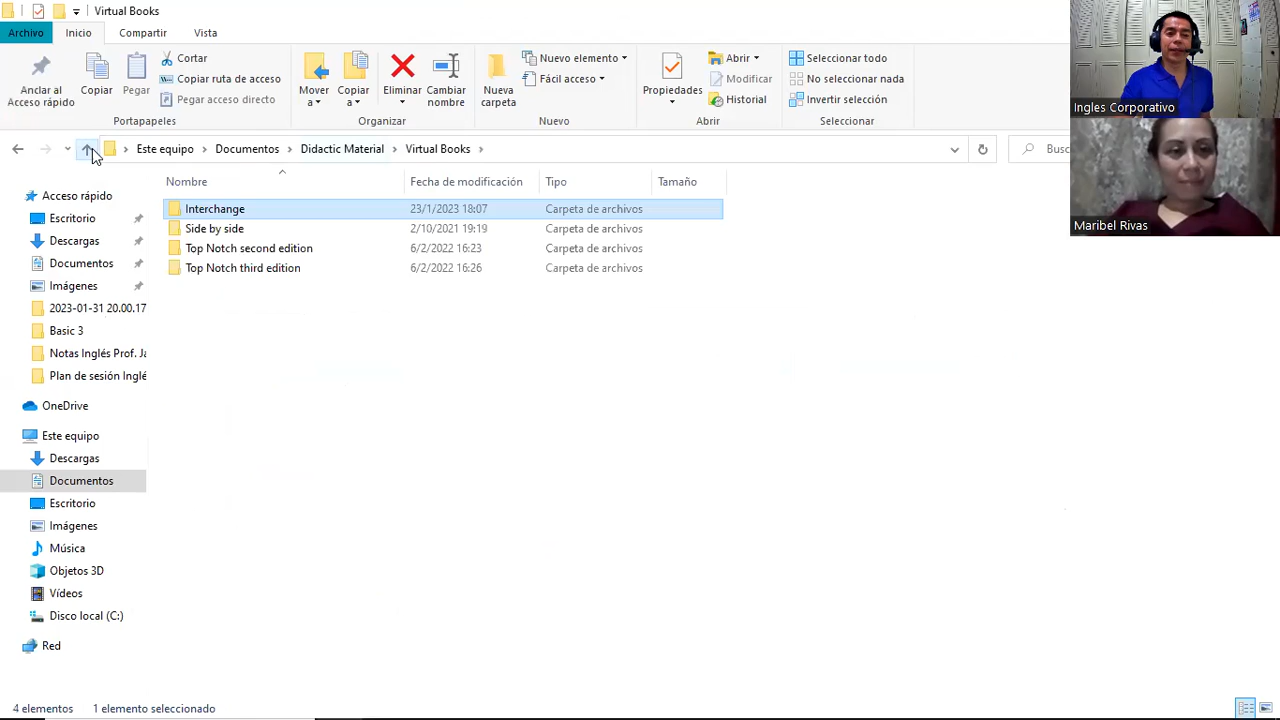 Virtual Books
Archivo Inicio Compartir Vista
Anclar al Acceso rápido
Copiar
Pegar
Cortar
Copiar ruta de acceso
Pegar acceso directo
Portapapeles
Mover a
Copiar a
Eliminar
Cambiar nombre
Organizar
Nueva carpeta
Nuevo elemento
Fácil acceso
Nuevo
Propiedades
Abrir
Modificar
Historial
Abrir
Seleccionar todo
No seleccionar nada
Invertir selección
Seleccionar
Ingles Corporativo
Maribel Rivas
Este equipo > Documentos > Didactic Material > Virtual Books >
Busc
Nombre Fecha de modificación Tipo Tamaño
Interchange 23/1/2023 18:07 Carpeta de archivos
Side by side 2/10/2021 19:19 Carpeta de archivos
Top Notch second edition 6/2/2022 16:23 Carpeta de archivos
Top Notch third edition 6/2/2022 16:26 Carpeta de archivos
Acceso rápido
Escritorio
Descargas
Documentos
Imágenes
2023-01-31 20.00.17
Basic 3
Notas Inglés Prof. Ja
Plan de sesión Inglé
OneDrive
Este equipo
Descargas
Documentos
Escritorio
Imágenes
Música
Objetos 3D
Vídeos
Disco local (C:)
Red
4 elementos 1 elemento seleccionado